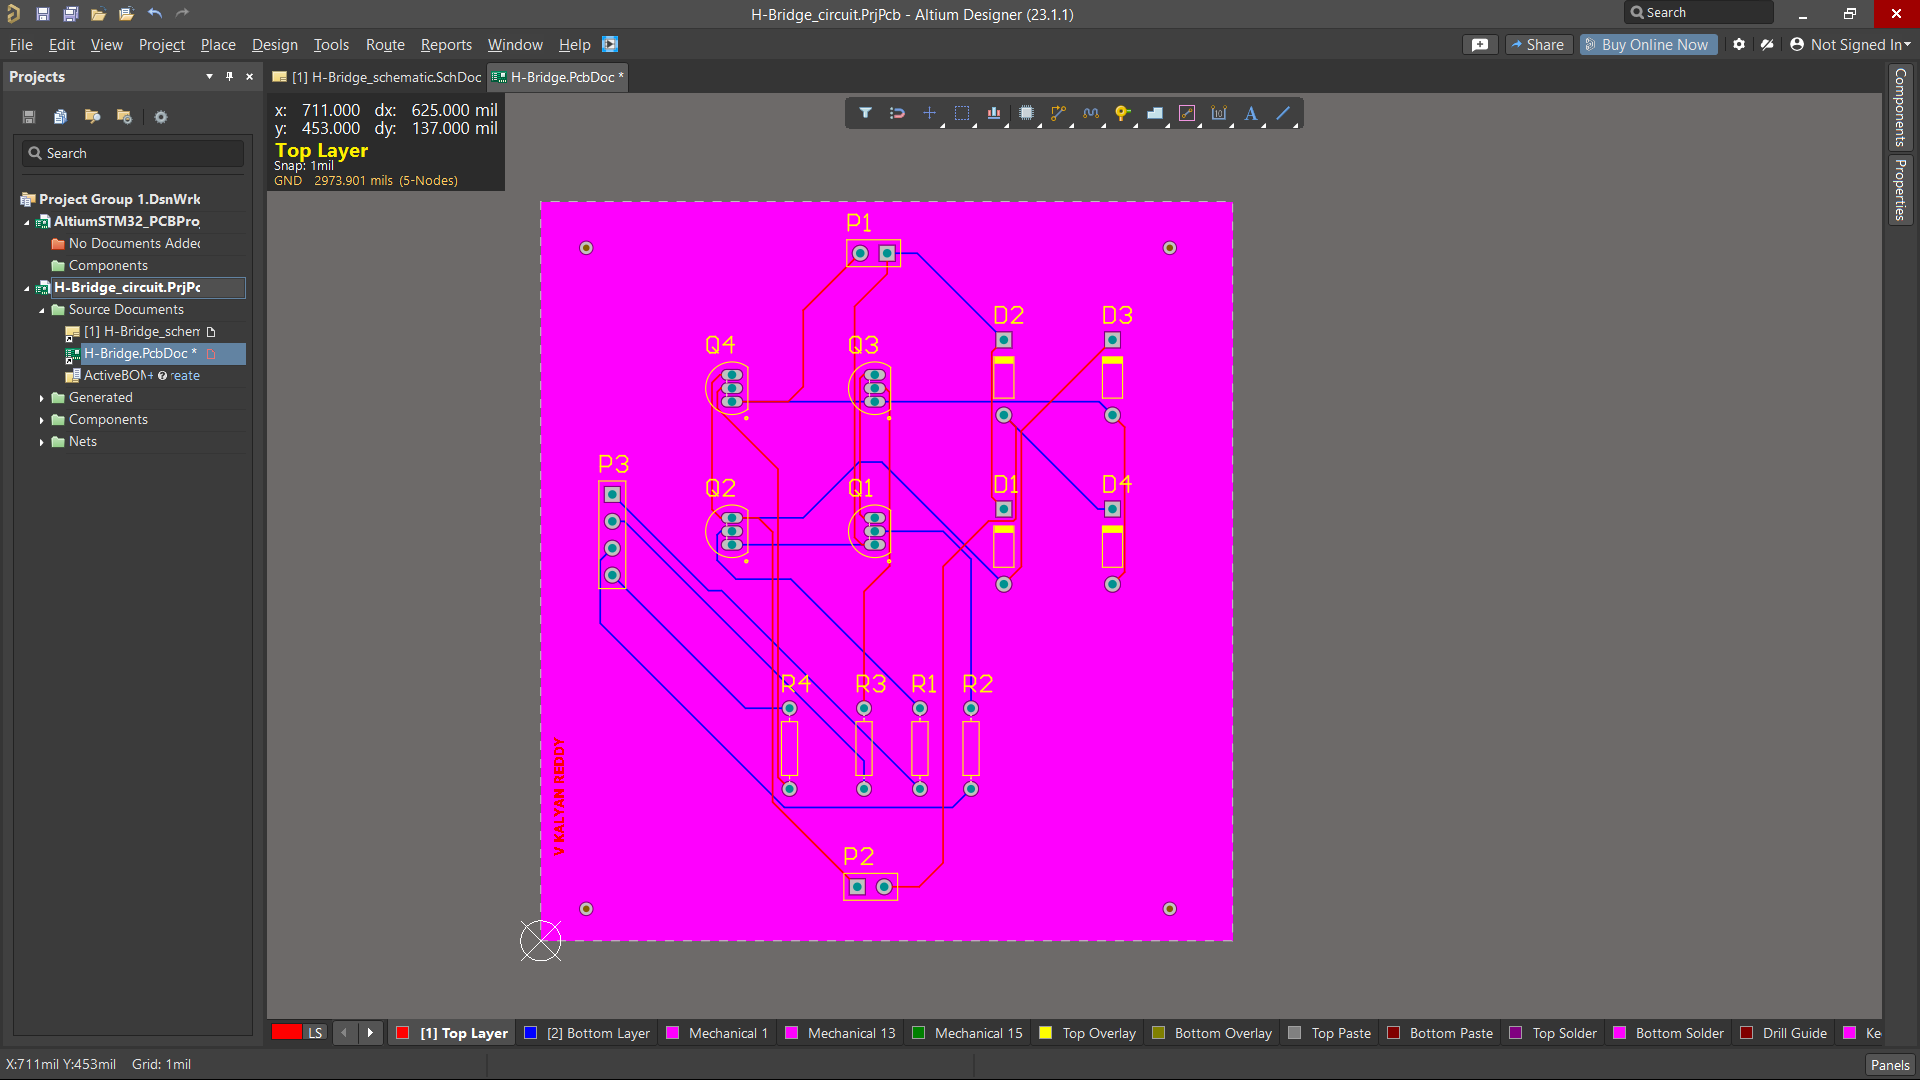 H-Bridge_circuit.PrjPcb - Altium Designer (23.1.1)
Search
File Edit View Project Place Design Tools Route Reports Window Help
Share
Buy Online Now
Not Signed In
Projects
[1] H-Bridge_schematic.SchDoc
H-Bridge.PcbDoc *
Search
Project Group 1.DsnWrk
AltiumSTM32_PCBPro
No Documents Addec
Components
H-Bridge_circuit.PrjPc
Source Documents
[1] H-Bridge_schem
H-Bridge.PcbDoc *
ActiveBOM+ reate
Generated
Components
Nets
x: 711.000 dx: 625.000 mil
y: 453.000 dy: 137.000 mil
Top Layer
Snap: 1mil
GND 2973.901 mils (5-Nodes)
P1
D2 D3
Q4 Q3
P3
Q2 Q1
D1 D4
R4 R3 R1 R2
V KALYAN REDDY
P2
Components
Properties
LS
[1] Top Layer
[2] Bottom Layer
Mechanical 1
Mechanical 13
Mechanical 15
Top Overlay
Bottom Overlay
Top Paste
Bottom Paste
Top Solder
Bottom Solder
Drill Guide
Ke
X:711mil Y:453mil Grid: 1mil
Panels